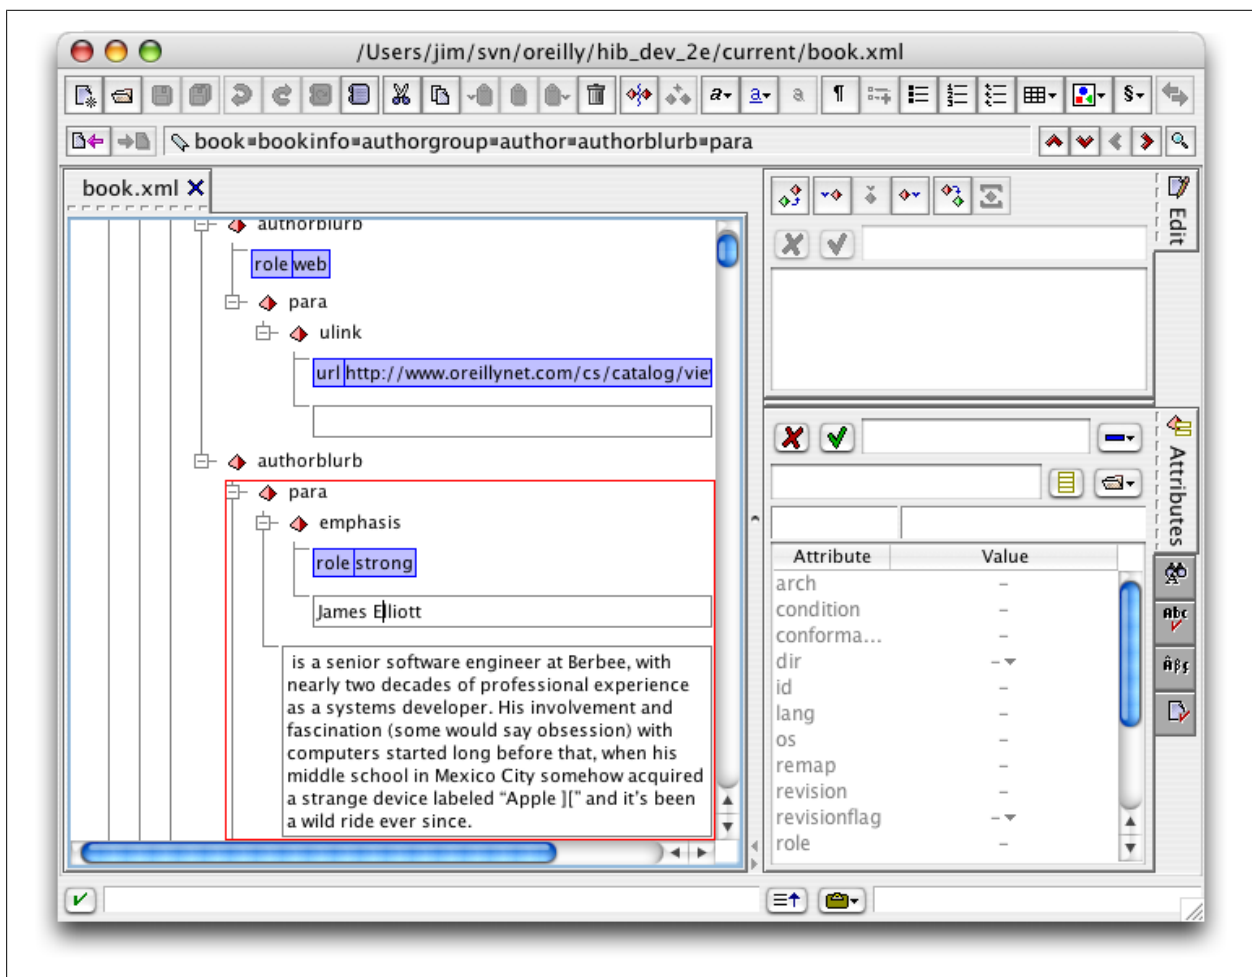 /Users/jim/svn/oreilly/hib_dev_2e/current/book.xml
a a a ¶ § 
book bookinfo authorgroup author authorblurb para
book.xml
Edit
authorblurb
role web
para
ulink
url http://www.oreillynet.com/cs/catalog/vie
authorblurb
para
emphasis
role strong
James Elliott
is a senior software engineer at Berbee, with
nearly two decades of professional experience
as a systems developer. His involvement and
fascination (some would say obsession) with
computers started long before that, when his
middle school in Mexico City somehow acquired
a strange device labeled “Apple ][" and it's been
a wild ride ever since.
Attributes
Attribute Value
arch –
condition –
conforma... –
dir –
id –
lang –
os –
remap –
revision –
revisionflag –
role –
Abc
Âβς